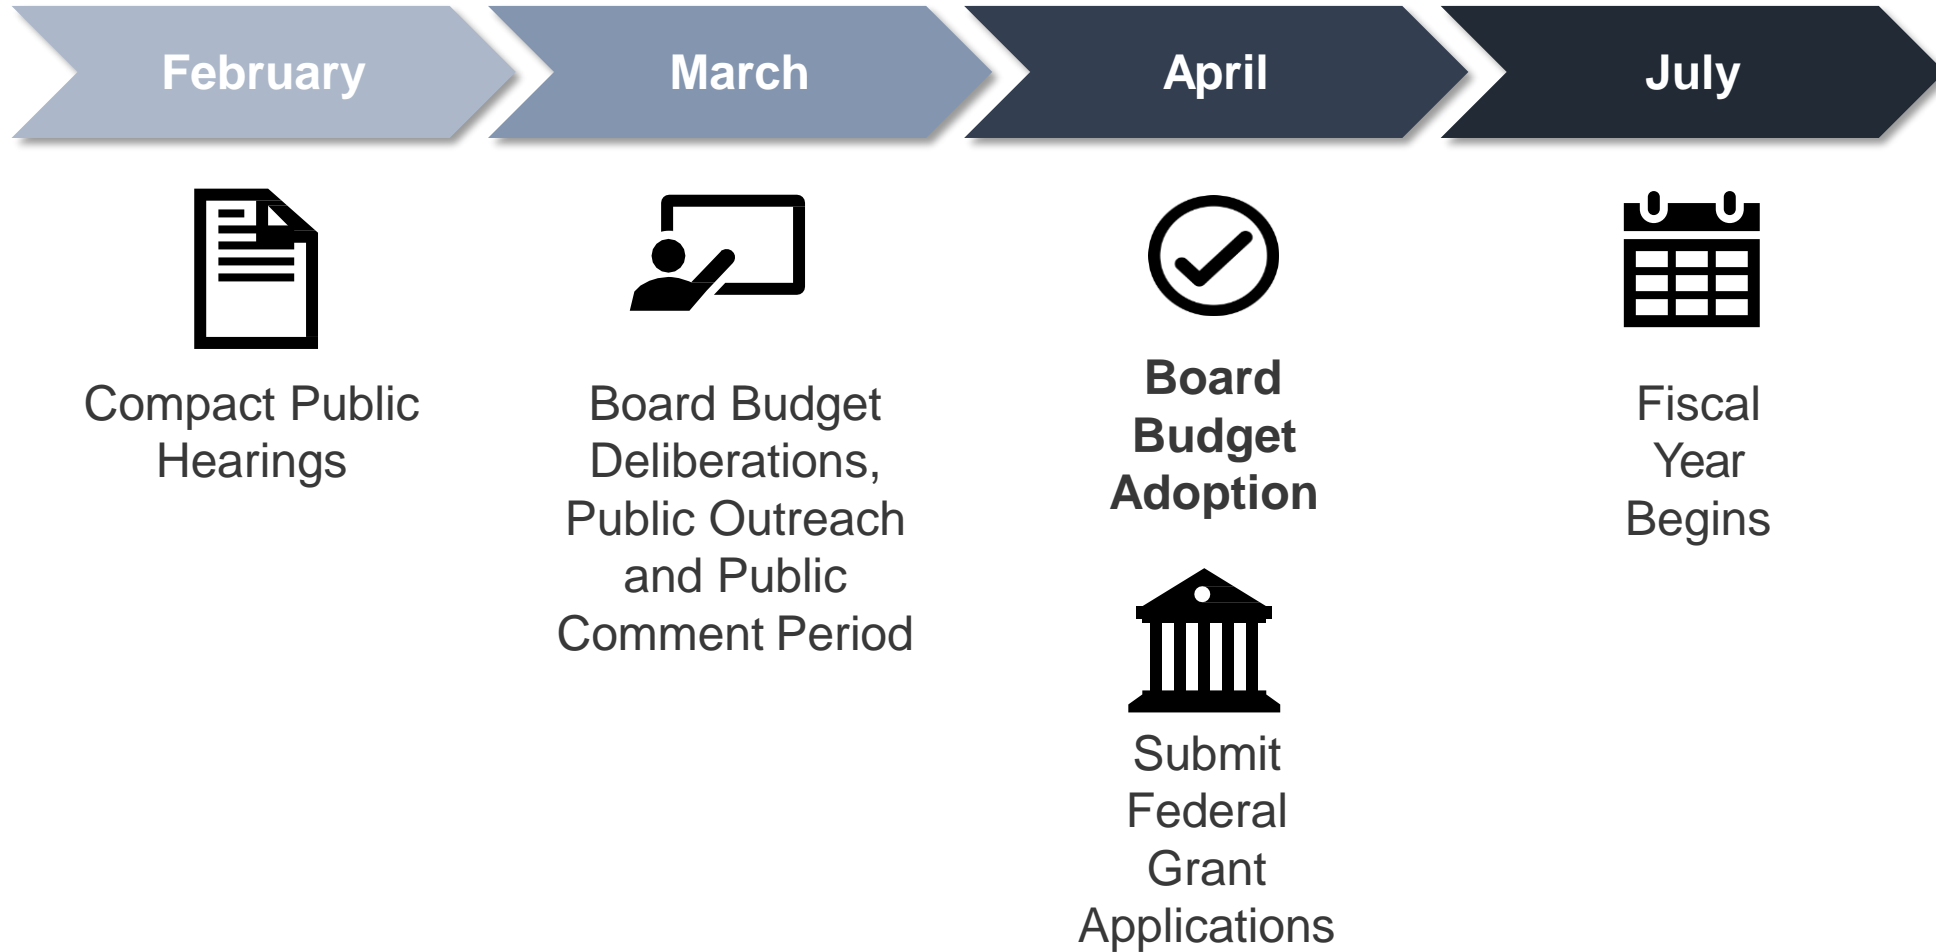 February
March
April
July
Compact Public
Hearings
Board Budget
Deliberations,
Public Outreach
and Public
Comment Period
Board
Budget
Adoption
Submit
Federal
Grant
Applications
Fiscal
Year
Begins